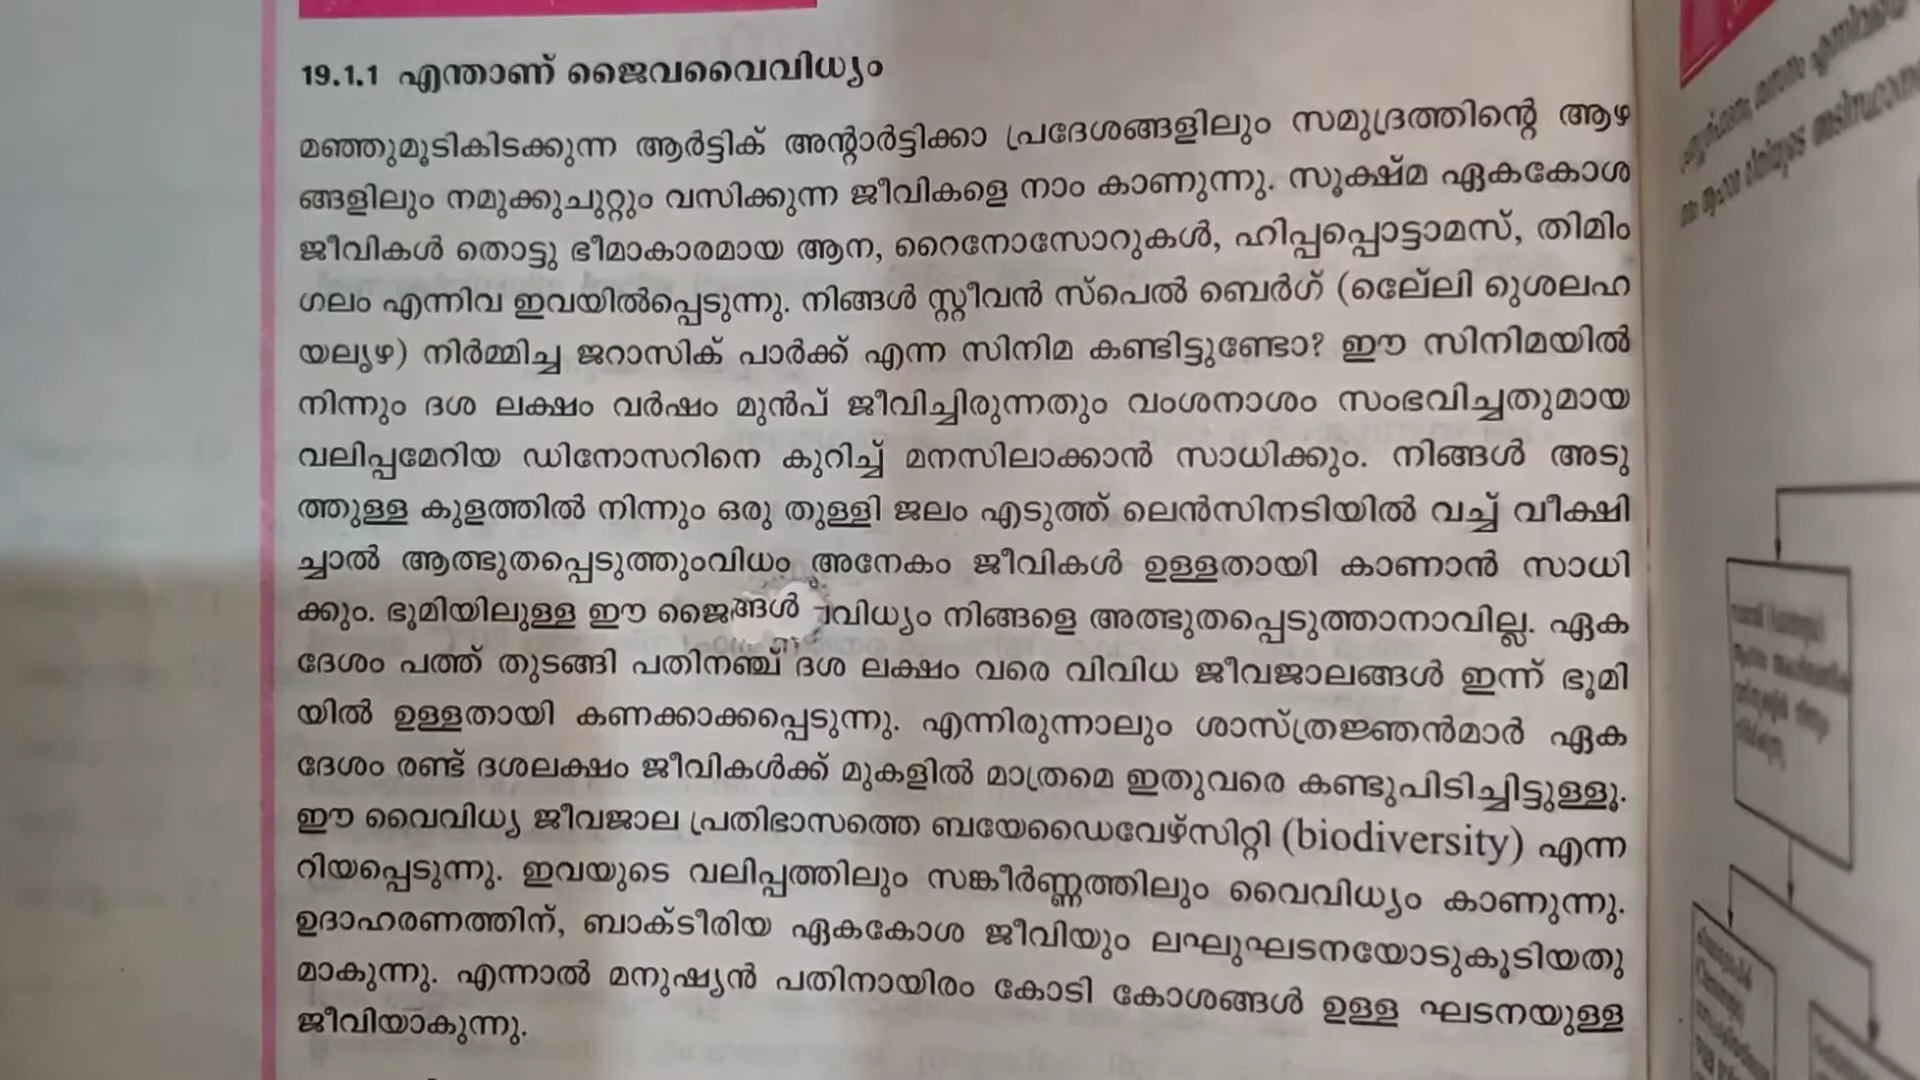 19.1.1 എന്താണ് ജൈവവൈവിധ്യം
മഞ്ഞുമൂടികിടക്കുന്ന ആർട്ടിക് അന്റാർട്ടിക്കാ പ്രദേശങ്ങളിലും സമുദ്രത്തിന്റെ ആഴ
ങ്ങളിലും നമുക്കുചുറ്റും വസിക്കുന്ന ജീവികളെ നാം കാണുന്നു. സൂക്ഷ്മ ഏകകോശ
ജീവികൾ തൊട്ടു ഭീമാകാരമായ ആന, റൈനോസോറുകൾ, ഹിപ്പപ്പൊട്ടാമസ്, തിമിം
ഗലം എന്നിവ ഇവയിൽപ്പെടുന്നു. നിങ്ങൾ സ്റ്റീവൻ സ്പെൽ ബെർഗ്
നിർമ്മിച്ച ജറാസിക് പാർക്ക് എന്ന സിനിമ കണ്ടിട്ടുണ്ടോ? ഈ സിനിമയിൽ
നിന്നും ദശ ലക്ഷം വർഷം മുൻപ് ജീവിച്ചിരുന്നതും വംശനാശം സംഭവിച്ചതുമായ
വലിപ്പമേറിയ ഡിനോസറിനെ കുറിച്ച് മനസിലാക്കാൻ സാധിക്കും. നിങ്ങൾ അടു
ത്തുള്ള കുളത്തിൽ നിന്നും ഒരു തുള്ളി ജലം എടുത്ത് ലെൻസിനടിയിൽ വച്ച് വീക്ഷി
ച്ചാൽ ആത്ഭുതപ്പെടുത്തുംവിധം അനേകം ജീവികൾ ഉള്ളതായി കാണാൻ സാധി
ക്കും. ഭൂമിയിലുള്ള ഈ നിങ്ങളെ അത്ഭുതപ്പെടുത്താനാവില്ല. ഏക
ദേശം പത്ത് തുടങ്ങി പതിനഞ്ച് ദശ ലക്ഷം വരെ വിവിധ ജീവജാലങ്ങൾ ഇന്ന് ഭൂമി
യിൽ ഉള്ളതായി കണക്കാക്കപ്പെടുന്നു. എന്നിരുന്നാലും ശാസ്ത്രജ്ഞൻമാർ ഏക
ദേശം രണ്ട് ദശലക്ഷം ജീവികൾക്ക് മുകളിൽ മാത്രമെ ഇതുവരെ കണ്ടുപിടിച്ചിട്ടുള്ളൂ.
ഈ വൈവിധ്യ ജീവജാല പ്രതിഭാസത്തെ ബയേഡൈവേഴ്സിറ്റി (biodiversity) എന്ന
റിയപ്പെടുന്നു. ഇവയുടെ വലിപ്പത്തിലും സങ്കീർണ്ണത്തിലും വൈവിധ്യം കാണുന്നു.
ഉദാഹരണത്തിന്, ബാക്ടീരിയ ഏകകോശ ജീവിയും ലഘുഘടനയോടുകൂടിയതു
മാകുന്നു. എന്നാൽ മനുഷ്യൻ പതിനായിരം കോടി കോശങ്ങൾ ഉള്ള ഘടനയുള്ള
ജീവിയാകുന്നു.